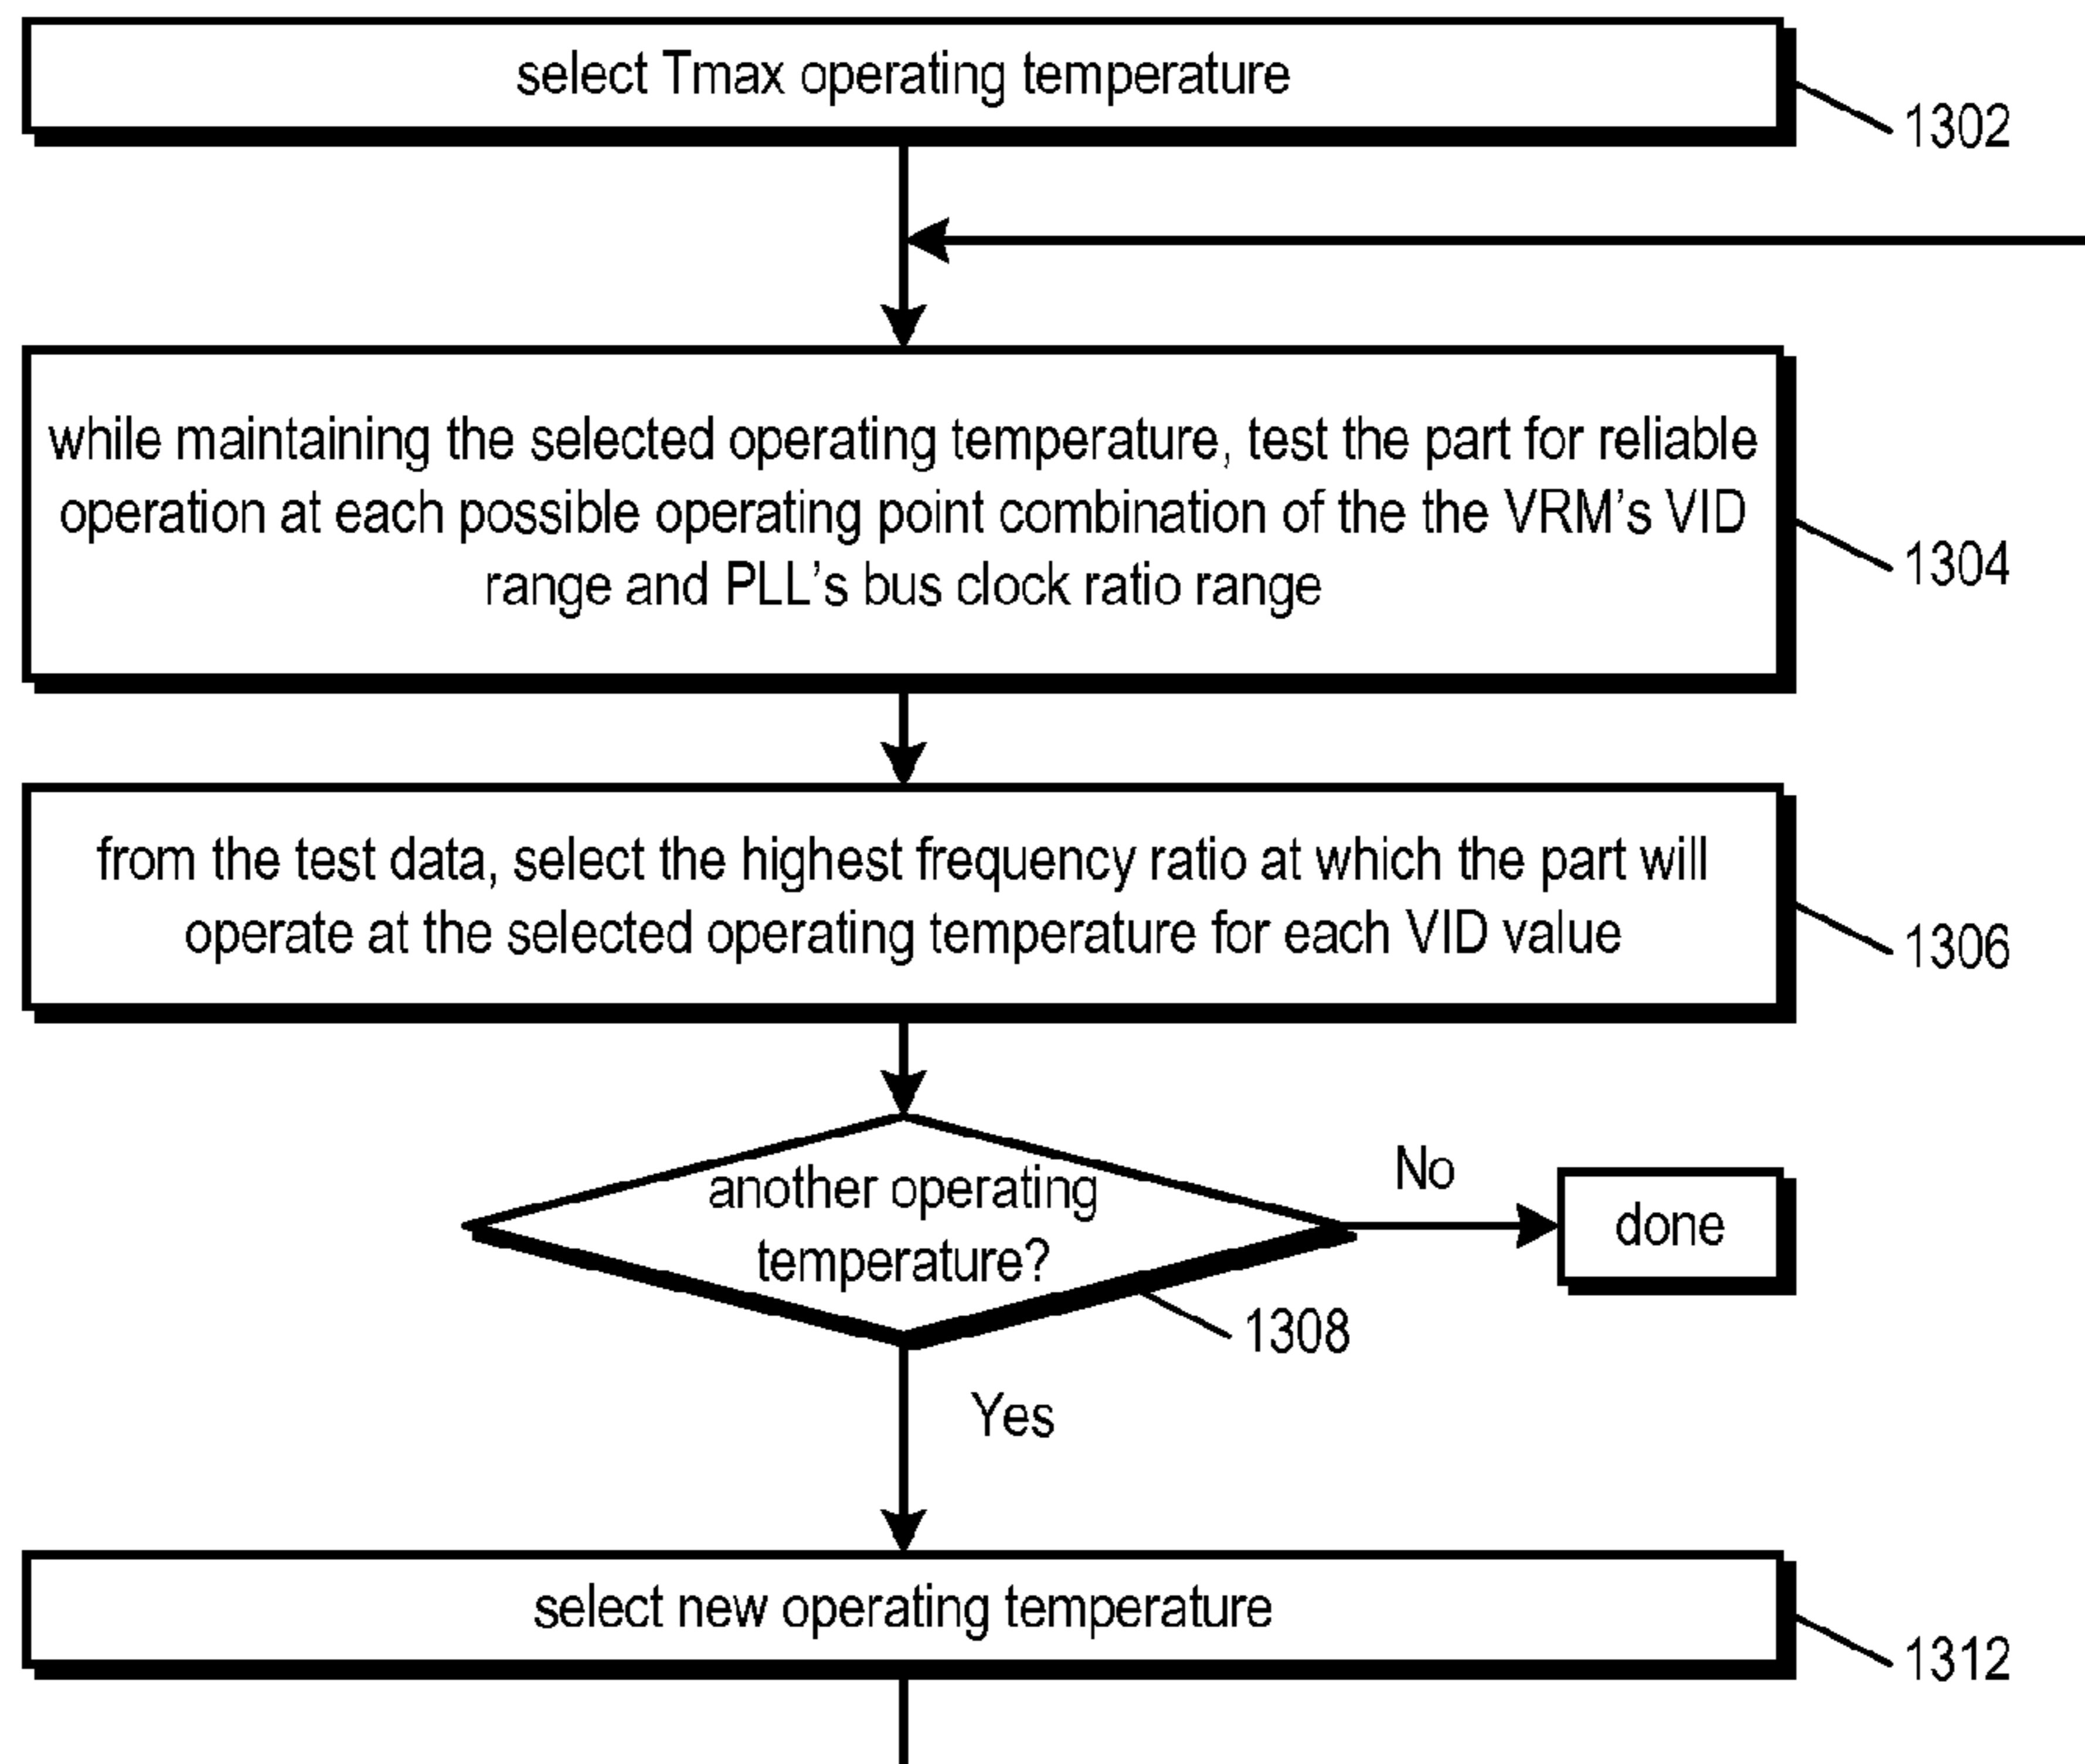 select Tmax operating temperature
1302
while maintaining the selected operating temperature, test the part for reliable
operation at each possible operating point combination of the the VRM's VID
range and PLL's bus clock ratio range
1304
from the test data, select the highest frequency ratio at which the part will
operate at the selected operating temperature for each VID value
1306
another operating
temperature?
No
done
1308
Yes
select new operating temperature
1312